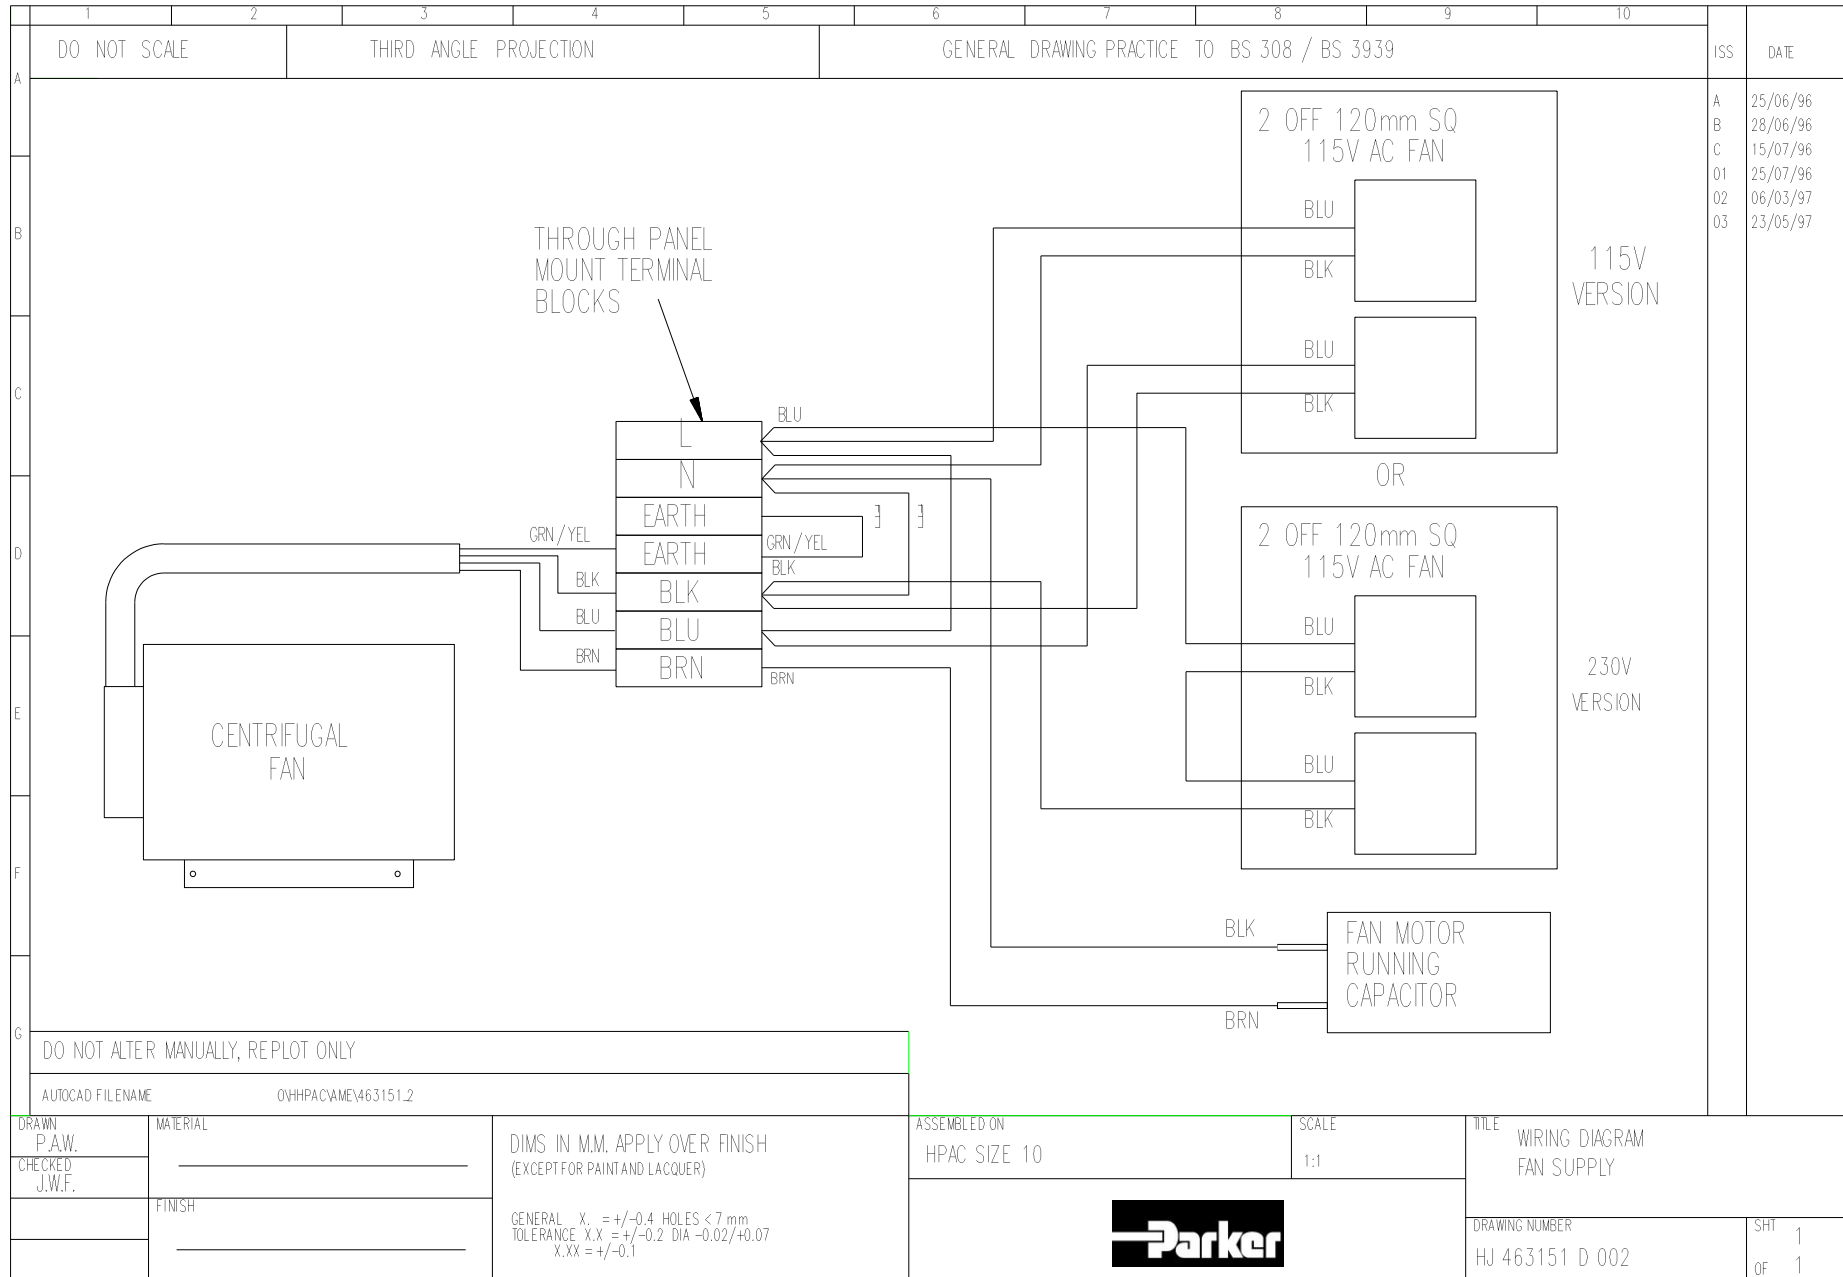 1 2 3 4 5 6 7 8 9 10
DO NOT SCALE
THIRD ANGLE PROJECTION
GENERAL DRAWING PRACTICE TO BS 308 / BS 3939
ISS DATE
A 25/06/96
B 28/06/96
C 15/07/96
01 25/07/96
02 06/03/97
03 23/05/97
A
B
C
D
E
F
G
THROUGH PANEL
MOUNT TERMINAL
BLOCKS
2 OFF 120mm SQ
115V AC FAN
BLU
BLK
BLU
BLK
115V
VERSION
OR
2 OFF 120mm SQ
115V AC FAN
BLU
BLK
BLU
BLK
230V
VERSION
BLU
L
N
EARTH
EARTH
BLK
BLU
BRN
GRN/YEL
BLK
BLU
BRN
GRN/YEL
BLK
BRN
CENTRIFUGAL
FAN
BLK
BRN
FAN MOTOR
RUNNING
CAPACITOR
DO NOT ALTER MANUALLY, REPLOT ONLY
AUTOCAD FILENAME O\HHPAC\AME\463151_2
DRAWN
P.A.W.
CHECKED
J.W.F.
MATERIAL
FINISH
DIMS IN M.M. APPLY OVER FINISH
(EXCEPT FOR PAINT AND LACQUER)
GENERAL X. = +/-0.4 HOLES < 7 mm
TOLERANCE X.X = +/-0.2 DIA -0.02/+0.07
X.XX = +/-0.1
ASSEMBLED ON
HPAC SIZE 10
SCALE
1:1
Parker
TITLE
WIRING DIAGRAM
FAN SUPPLY
DRAWING NUMBER
HJ 463151 D 002
SHT 1
OF 1